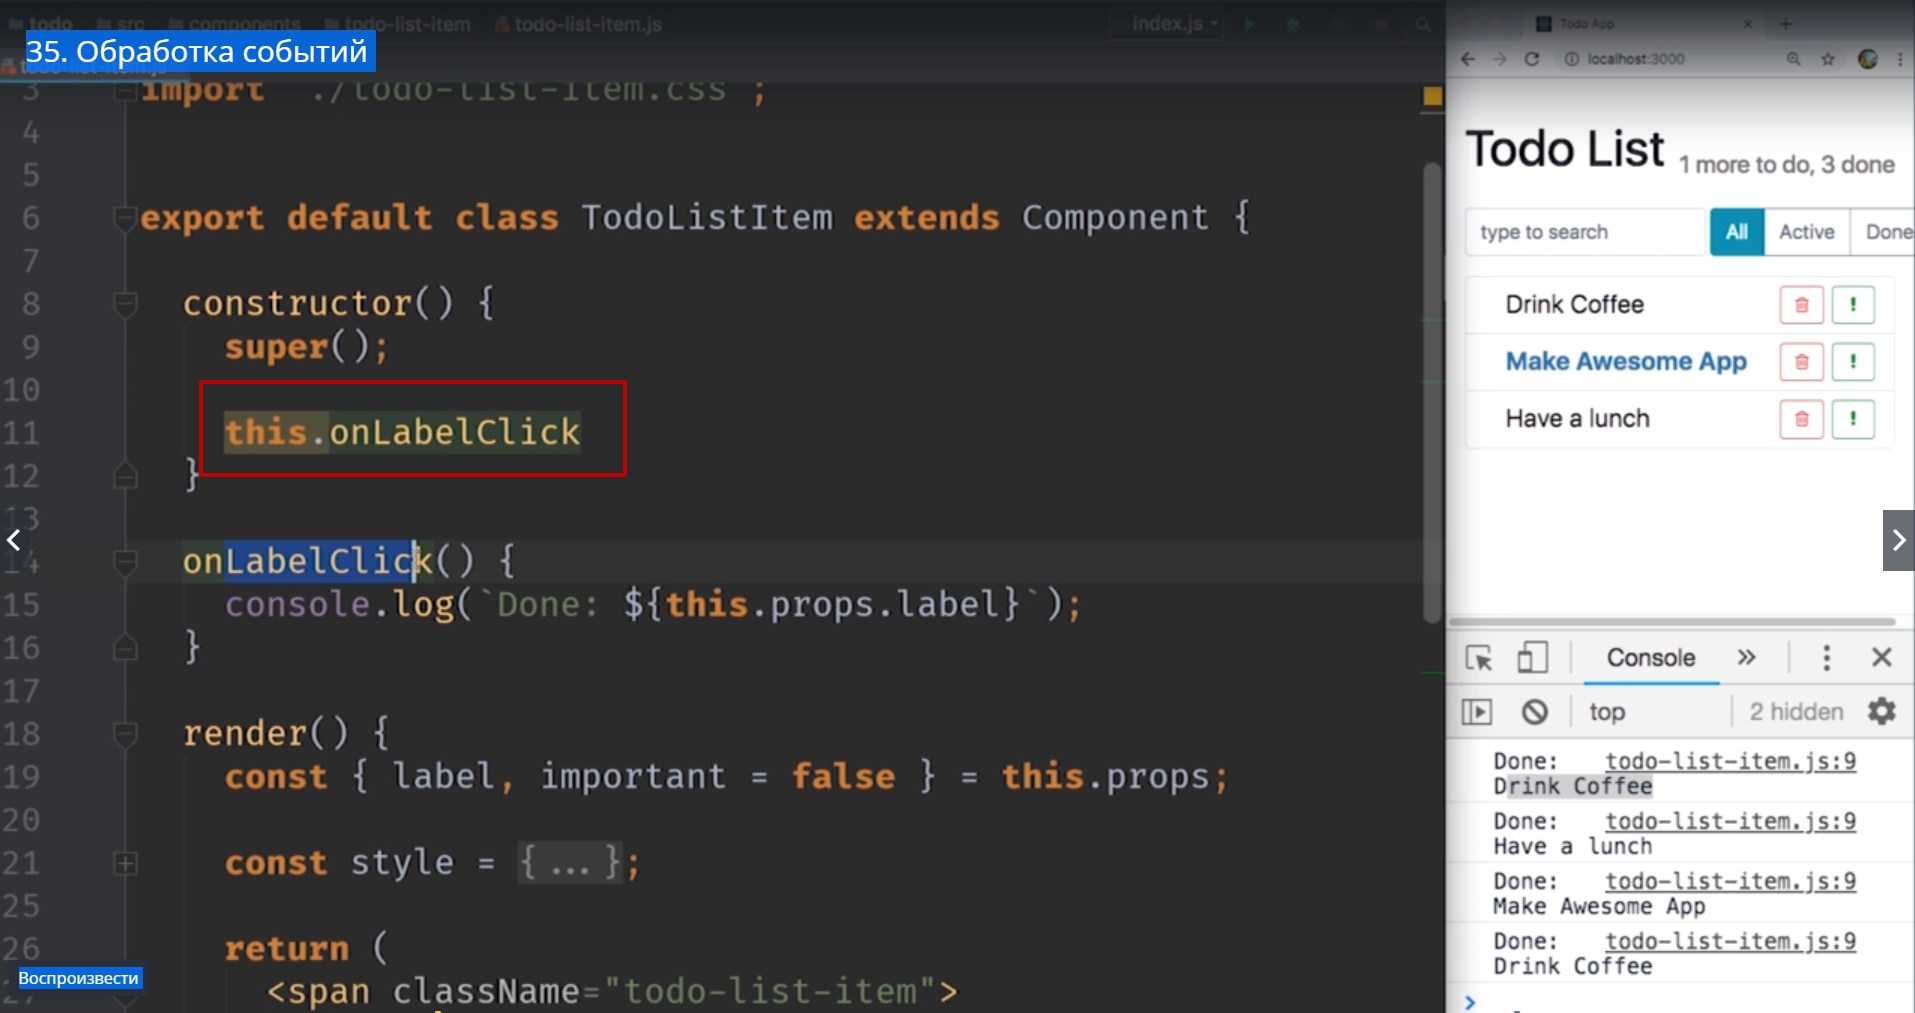 todo src components todo-list-item todo-list-item.js index.js
35. Обработка событий
3 import './todo-list-item.css';
4
5
6 export default class TodoListItem extends Component {
7
8 constructor() {
9 super();
10
11 this.onLabelClick
12 }
13
14 onLabelClick() {
15 console.log(`Done: ${this.props.label}`);
16 }
17
18 render() {
19 const { label, important = false } = this.props;
20
21 const style = {...};
25
26 return (
Воспроизвести
27 <span className="todo-list-item">
Todo App
localhost:3000
Todo List 1 more to do, 3 done
type to search All Active Done
Drink Coffee !
Make Awesome App !
Have a lunch !
Console
top 2 hidden
Done: todo-list-item.js:9
Drink Coffee
Done: todo-list-item.js:9
Have a lunch
Done: todo-list-item.js:9
Make Awesome App
Done: todo-list-item.js:9
Drink Coffee